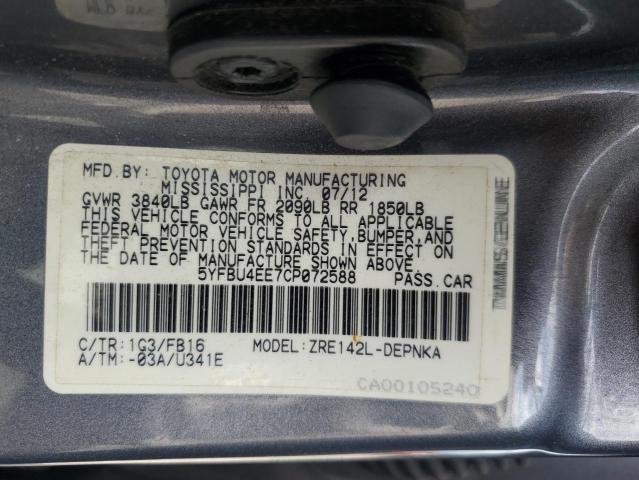 MFD.BY: TOYOTA MOTOR MANUFACTURING
MISSISSIPPI INC. 07/12
GVWR 3840LB GAWR FR 2090LB RR 1850LB
THIS VEHICLE CONFORMS TO ALL APPLICABLE
FEDERAL MOTOR VEHICLE SAFETY,BUMPER,AND
THEFT PREVENTION STANDARDS IN EFFECT ON
THE DATE OF MANUFACTURE SHOWN ABOVE.
5YFBU4EE7CP072588 PASS.CAR
C/TR:1G3/FB16 MODEL:ZRE142L-DEPNKA
A/TM:-03A/U341E
CA00105240